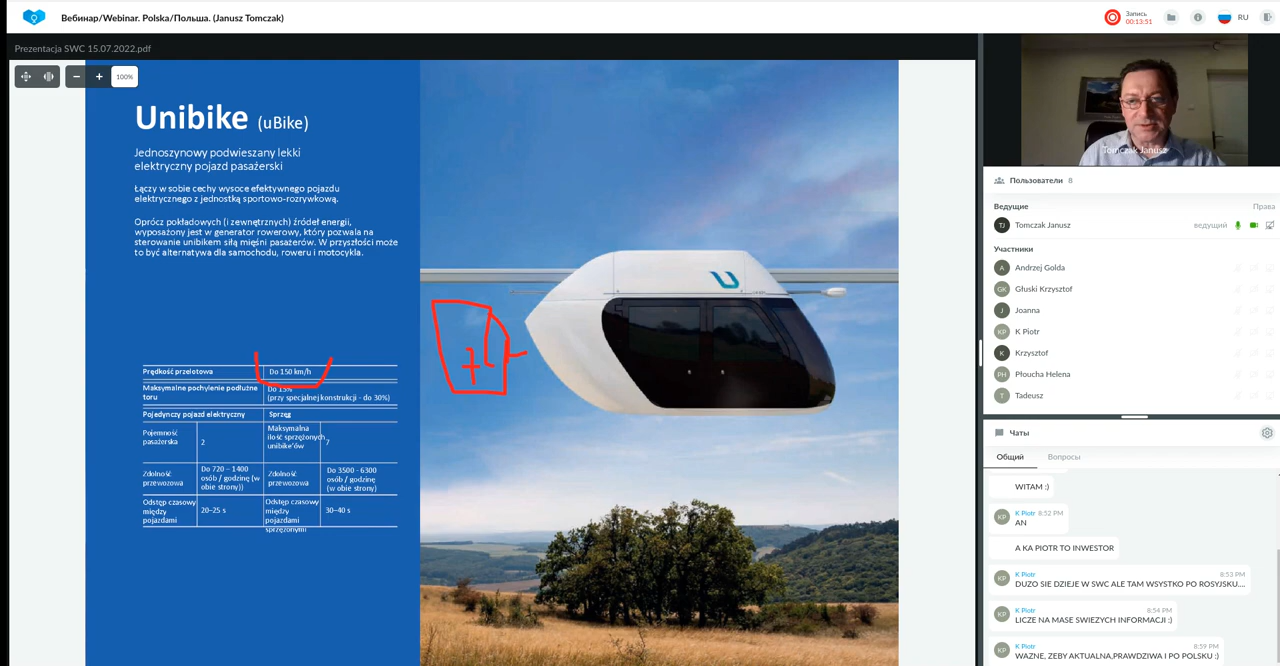 Вебинар/Webinar. Polska/Польша. (Janusz Tomczak)
Запись
00:13:51
RU
Prezentacja SWC 15.07.2022.pdf
100%
Unibike (uBike)
Jednoszynowy podwieszany lekki
elektryczny pojazd pasażerski
Łączy w sobie cechy wysoce efektywnego pojazdu
elektrycznego z jednostką sportowo-rozrywkową.
Oprócz pokładowych (i zewnętrznych) źródeł energii,
wyposażony jest w generator rowerowy, który pozwala na
sterowanie unibikem siłą mięśni pasażerów. W przyszłości może
to być alternatywa dla samochodu, roweru i motocykla.
Prędkość przelotowa Do 150 km/h
Maksymalne pochylenie podłużne
toru
Do 15%
(przy specjalnej konstrukcji - do 30%)
Pojedynczy pojazd elektryczny Sprzęg
Pojemność
pasażerska
2
Maksymalna
ilość sprzężonych
unibike'ów
7
Zdolność
przewozowa
Do 720 – 1400
osób / godzinę (w
obie strony))
Zdolność
przewozowa
Do 3500 - 6300
osób / godzinę
(w obie strony)
Odstęp czasowy
między
pojazdami
20–25 s
Odstęp czasowy
między
pojazdami
sprzężonymi
30–40 s
Tomczak Janusz
Пользователи 8
Ведущие Права
TJ Tomczak Janusz ведущий
Участники
A Andrzej Golda
GK Głuski Krzysztof
J Joanna
KP K Piotr
K Krzysztof
PH Płoucha Helena
T Tadeusz
Чаты
Общий Вопросы
WITAM :)
KP K Piotr 8:52 PM
AN
A KA PIOTR TO INWESTOR
KP K Piotr 8:53 PM
DUZO SIE DZIEJE W SWC ALE TAM WSYSTKO PO ROSYJSKU....
KP K Piotr 8:54 PM
LICZE NA MASE SWIEZYCH INFORMACJI :)
KP K Piotr 8:59 PM
WAZNE, ZEBY AKTUALNA,PRAWDZIWA I PO POLSKU :)